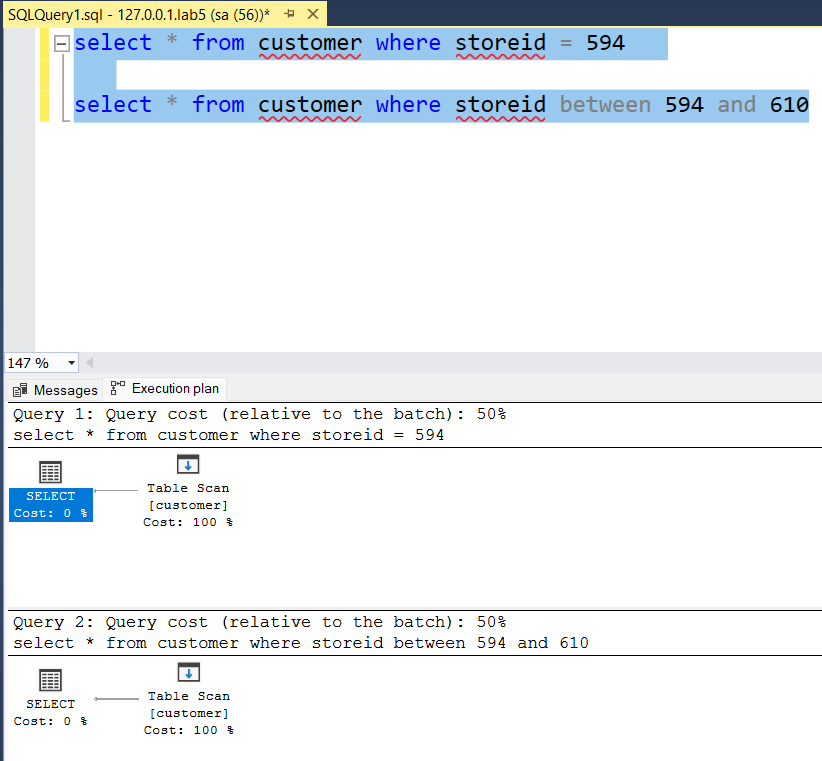 SQLQuery1.sql - 127.0.0.1.lab5 (sa (56))*
select * from customer where storeid = 594
select * from customer where storeid between 594 and 610
147 %
Messages Execution plan
Query 1: Query cost (relative to the batch): 50%
select * from customer where storeid = 594
SELECT
Cost: 0 %
Table Scan
[customer]
Cost: 100 %
Query 2: Query cost (relative to the batch): 50%
select * from customer where storeid between 594 and 610
SELECT
Cost: 0 %
Table Scan
[customer]
Cost: 100 %